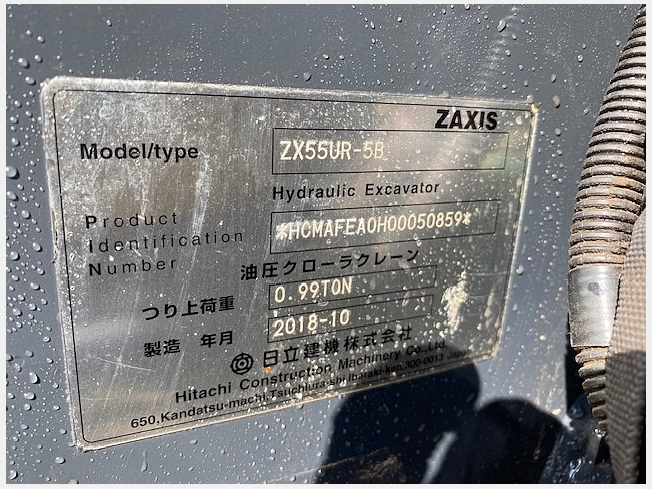 ZAXIS
Model/type ZX55UR-5B
Hydraulic Excavator
Product
Identification *HCMAFEA0H00050859*
Number
油圧クローラクレーン
つり上荷重 0.99TON
製造 年月 2018-10
日立建機株式会社
Hitachi Construction Machinery Co.,Ltd.
650,Kandatsu-machi,Tsuchiura-shi,Ibaraki-ken,300-0013 Japan